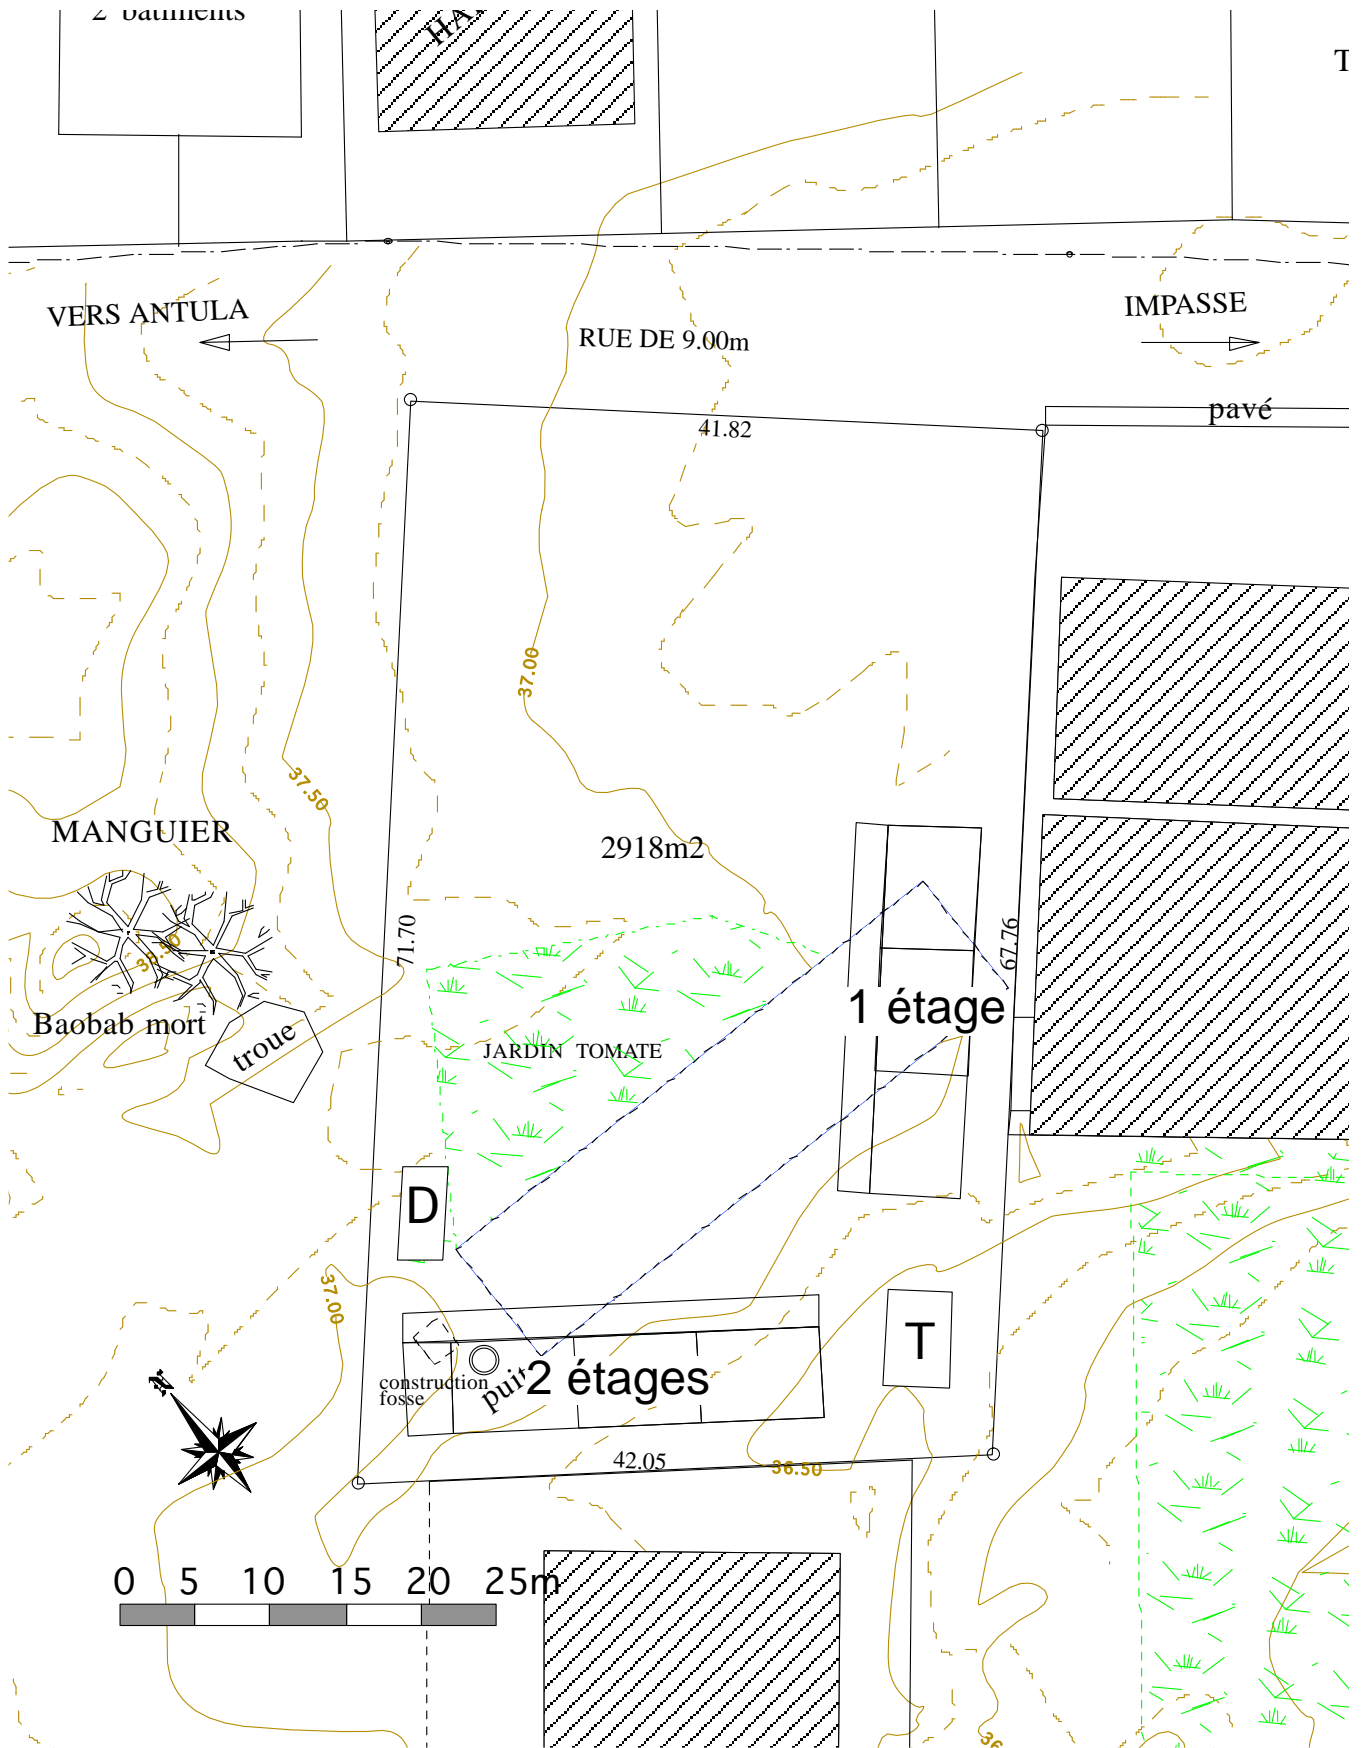 2 batiments
T
VERS ANTULA
IMPASSE
RUE DE 9.00m
pavé
41.82
37.00
37.50
MANGUIER
2918m2
71.70
67.76
Baobab mort
troue
1 étage
JARDIN TOMATE
D
37.00
T
construction
fosse
puit
2 étages
N
42.05
36.50
0 5 10 15 20 25m